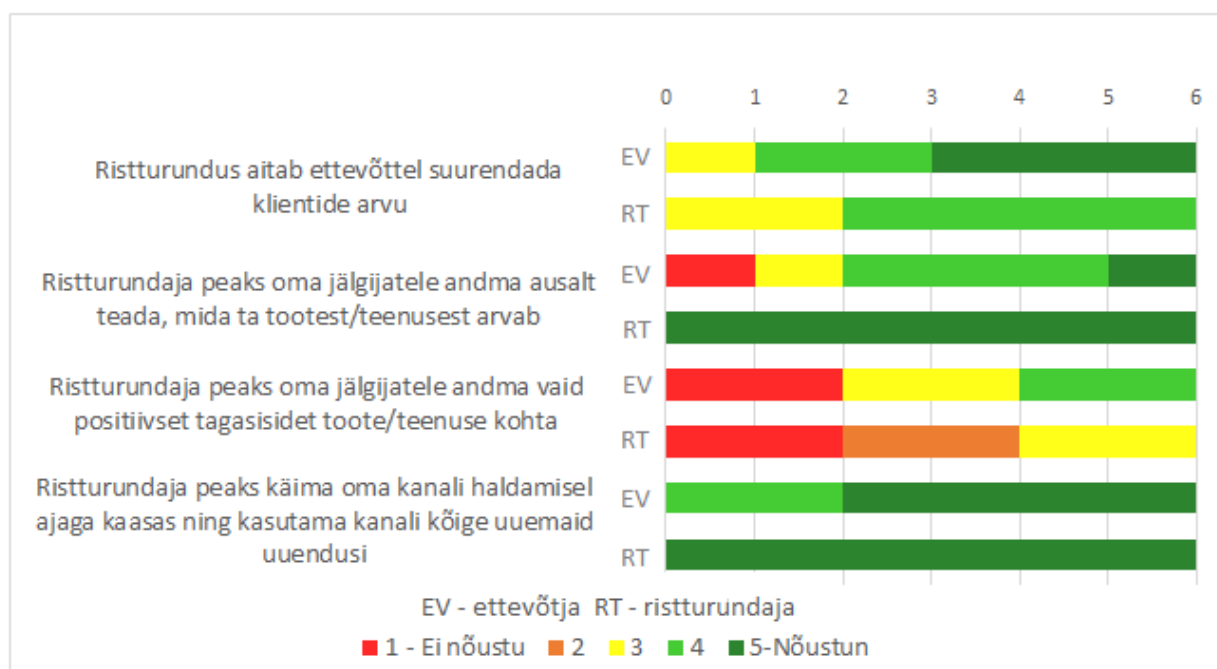 0 1 2 3 4 5 6
Ristturundus aitab ettevõttel suurendada
klientide arvu
EV
RT
Ristturundaja peaks oma jälgijatele andma ausalt
teada, mida ta tootest/teenusest arvab
EV
RT
Ristturundaja peaks oma jälgijatele andma vaid
positiivset tagasisidet toote/teenuse kohta
EV
RT
Ristturundaja peaks käima oma kanali haldamisel
ajaga kaasas ning kasutama kanali kõige uuemaid
uuendusi
EV
RT
EV - ettevõtja RT - ristturundaja
1 - Ei nõustu 2 3 4 5-Nõustun